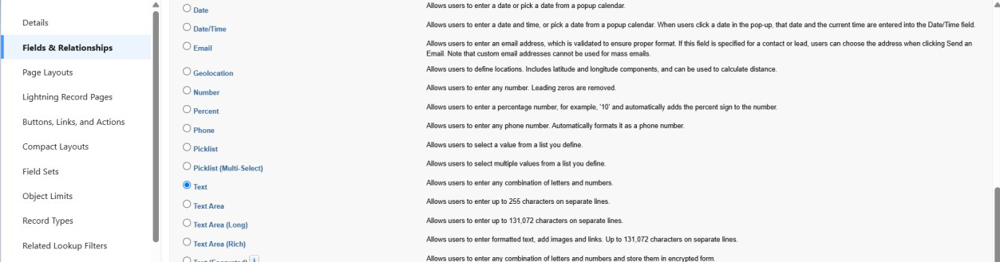 Details
Fields & Relationships
Page Layouts
Lightning Record Pages
Buttons, Links, and Actions
Compact Layouts
Field Sets
Object Limits
Record Types
Related Lookup Filters
Date Allows users to enter a date or pick a date from a popup calendar.
Date/Time Allows users to enter a date and time, or pick a date from a popup calendar. When users click a date in the pop-up, that date and the current time are entered into the Date/Time field.
Email Allows users to enter an email address, which is validated to ensure proper format. If this field is specified for a contact or lead, users can choose the address when clicking Send an
Email. Note that custom email addresses cannot be used for mass emails.
Geolocation Allows users to define locations. Includes latitude and longitude components, and can be used to calculate distance.
Number Allows users to enter any number. Leading zeros are removed.
Percent Allows users to enter a percentage number, for example, '10' and automatically adds the percent sign to the number.
Phone Allows users to enter any phone number. Automatically formats it as a phone number.
Picklist Allows users to select a value from a list you define.
Picklist (Multi-Select) Allows users to select multiple values from a list you define.
Text Allows users to enter any combination of letters and numbers.
Text Area Allows users to enter up to 255 characters on separate lines.
Text Area (Long) Allows users to enter up to 131,072 characters on separate lines.
Text Area (Rich) Allows users to enter formatted text, add images and links. Up to 131,072 characters on separate lines.
Text (Encrypted) i Allows users to enter any combination of letters and numbers and store them in encrypted form.